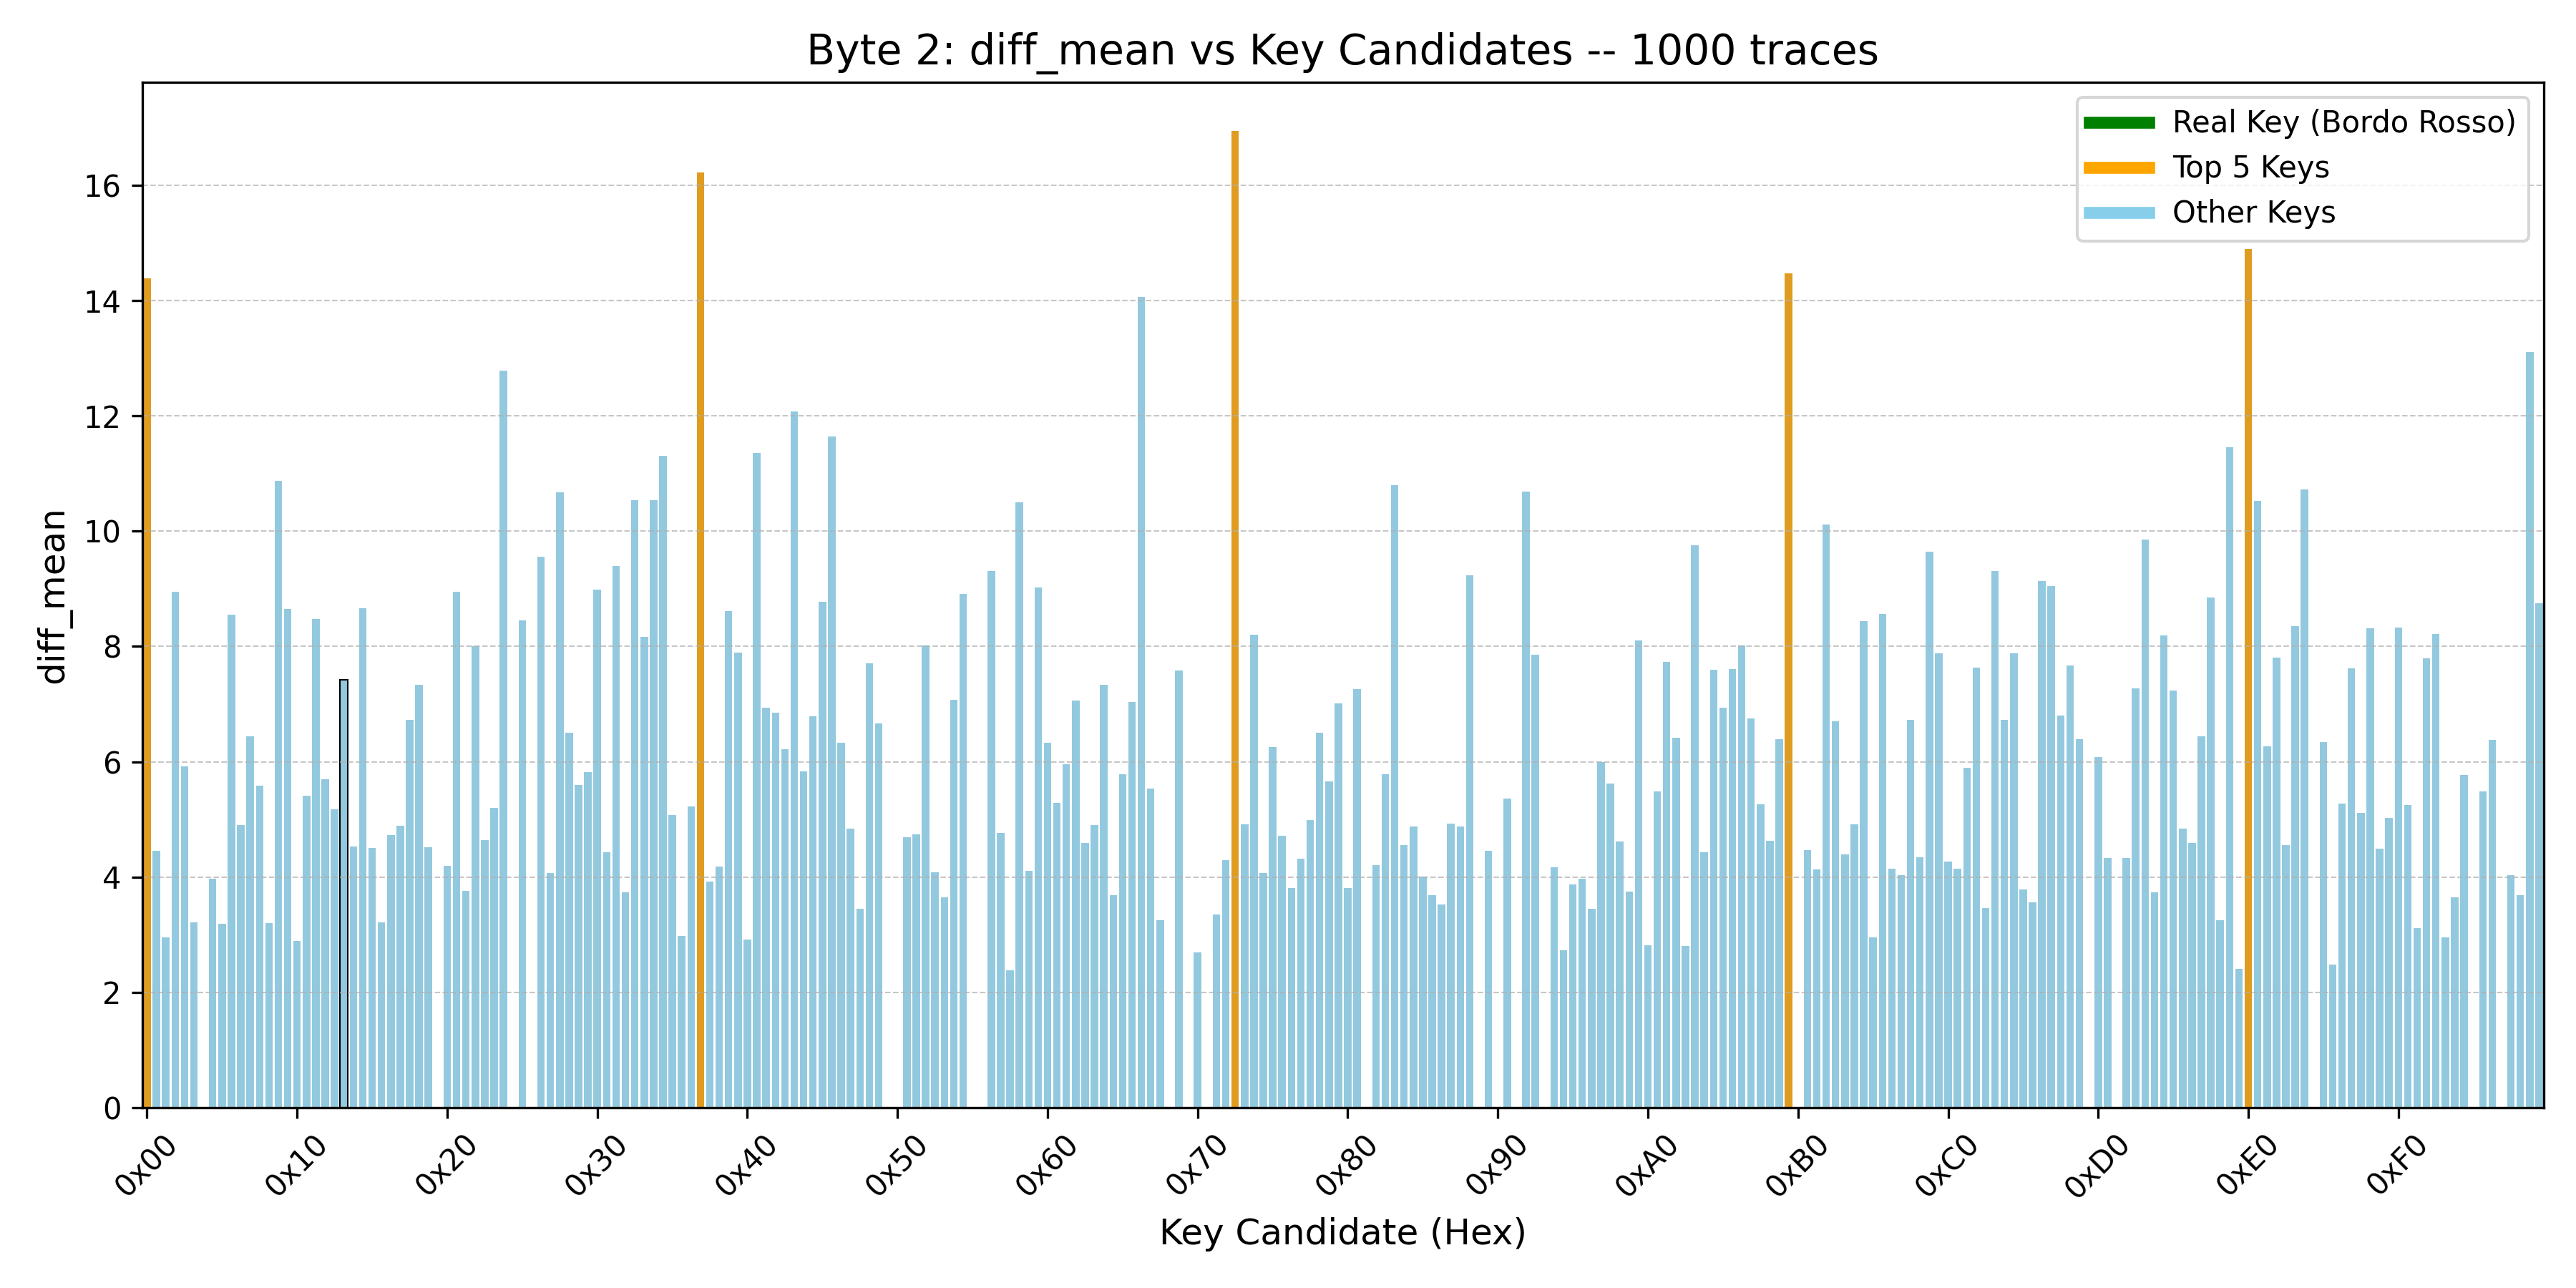 Byte 2: diff_mean vs Key Candidates -- 1000 traces
Real Key (Bordo Rosso)
Top 5 Keys
Other Keys
diff_mean
16
14
12
10
8
6
4
2
0
0x00
0x10
0x20
0x30
0x40
0x50
0x60
0x70
0x80
0x90
0xA0
0xB0
0xC0
0xD0
0xE0
0xF0
Key Candidate (Hex)